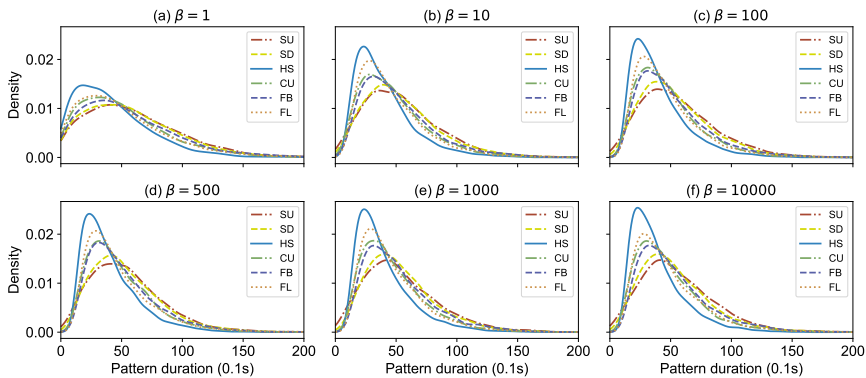 (a) β = 1
(b) β = 10
(c) β = 100
Density
0.02
0.01
0.00
SU
SD
HS
CU
FB
FL
SU
SD
HS
CU
FB
FL
SU
SD
HS
CU
FB
FL
(d) β = 500
(e) β = 1000
(f) β = 10000
Density
0.02
0.01
0.00
SU
SD
HS
CU
FB
FL
SU
SD
HS
CU
FB
FL
SU
SD
HS
CU
FB
FL
0 50 100 150 200
0 50 100 150 200
0 50 100 150 200
Pattern duration (0.1s)
Pattern duration (0.1s)
Pattern duration (0.1s)